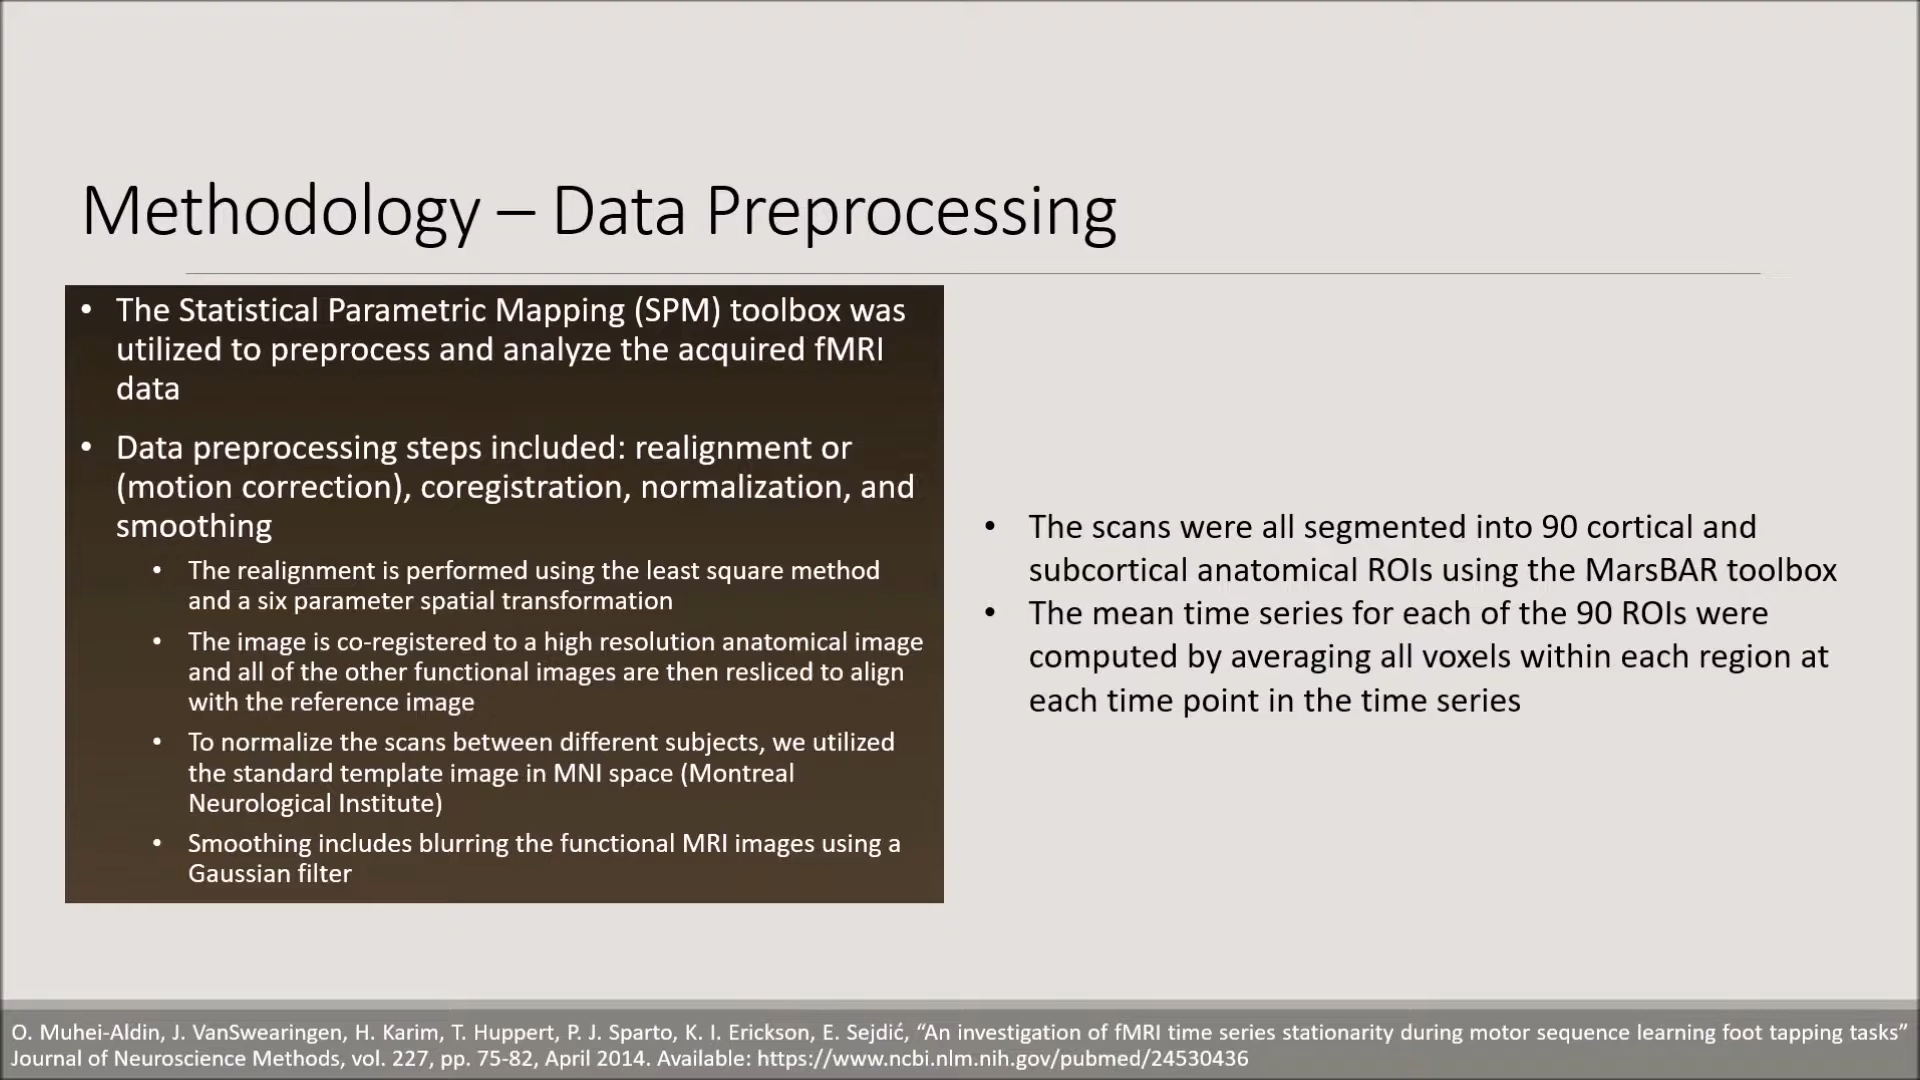 Methodology – Data Preprocessing
• The Statistical Parametric Mapping (SPM) toolbox was
utilized to preprocess and analyze the acquired fMRI
data
• Data preprocessing steps included: realignment or
(motion correction), coregistration, normalization, and
smoothing
• The realignment is performed using the least square method
and a six parameter spatial transformation
• The image is co-registered to a high resolution anatomical image
and all of the other functional images are then resliced to align
with the reference image
• To normalize the scans between different subjects, we utilized
the standard template image in MNI space (Montreal
Neurological Institute)
• Smoothing includes blurring the functional MRI images using a
Gaussian filter
• The scans were all segmented into 90 cortical and
subcortical anatomical ROIs using the MarsBAR toolbox
• The mean time series for each of the 90 ROIs were
computed by averaging all voxels within each region at
each time point in the time series
O. Muhei-Aldin, J. VanSwearingen, H. Karim, T. Huppert, P. J. Sparto, K. I. Erickson, E. Sejdić, “An investigation of fMRI time series stationarity during motor sequence learning foot tapping tasks”
Journal of Neuroscience Methods, vol. 227, pp. 75-82, April 2014. Available: https://www.ncbi.nlm.nih.gov/pubmed/24530436